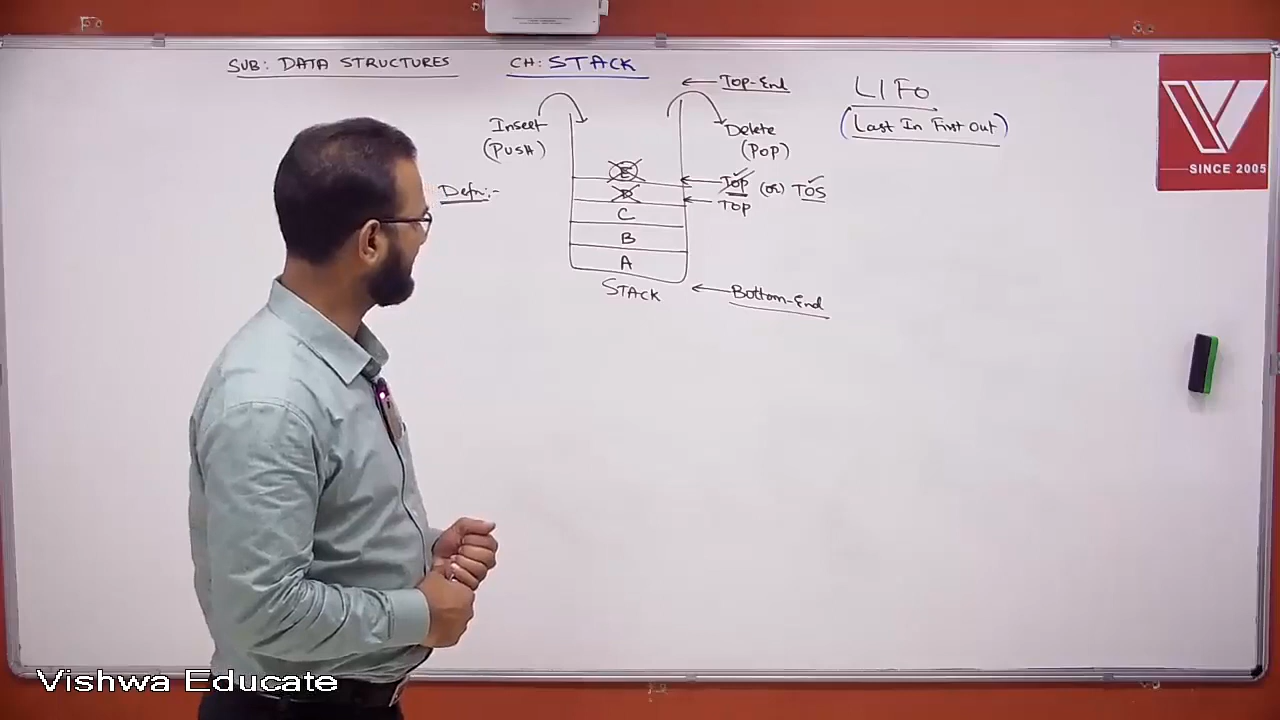 SUB: DATA STRUCTURES CH: STACK
Top-End
LIFO
(Last In First Out)
Insert
(PUSH)
Delete
(POP)
Defn:-
E
TOP (or) TOS
D
TOP
C
B
A
STACK
Bottom-End
SINCE 2005
Vishwa Educate